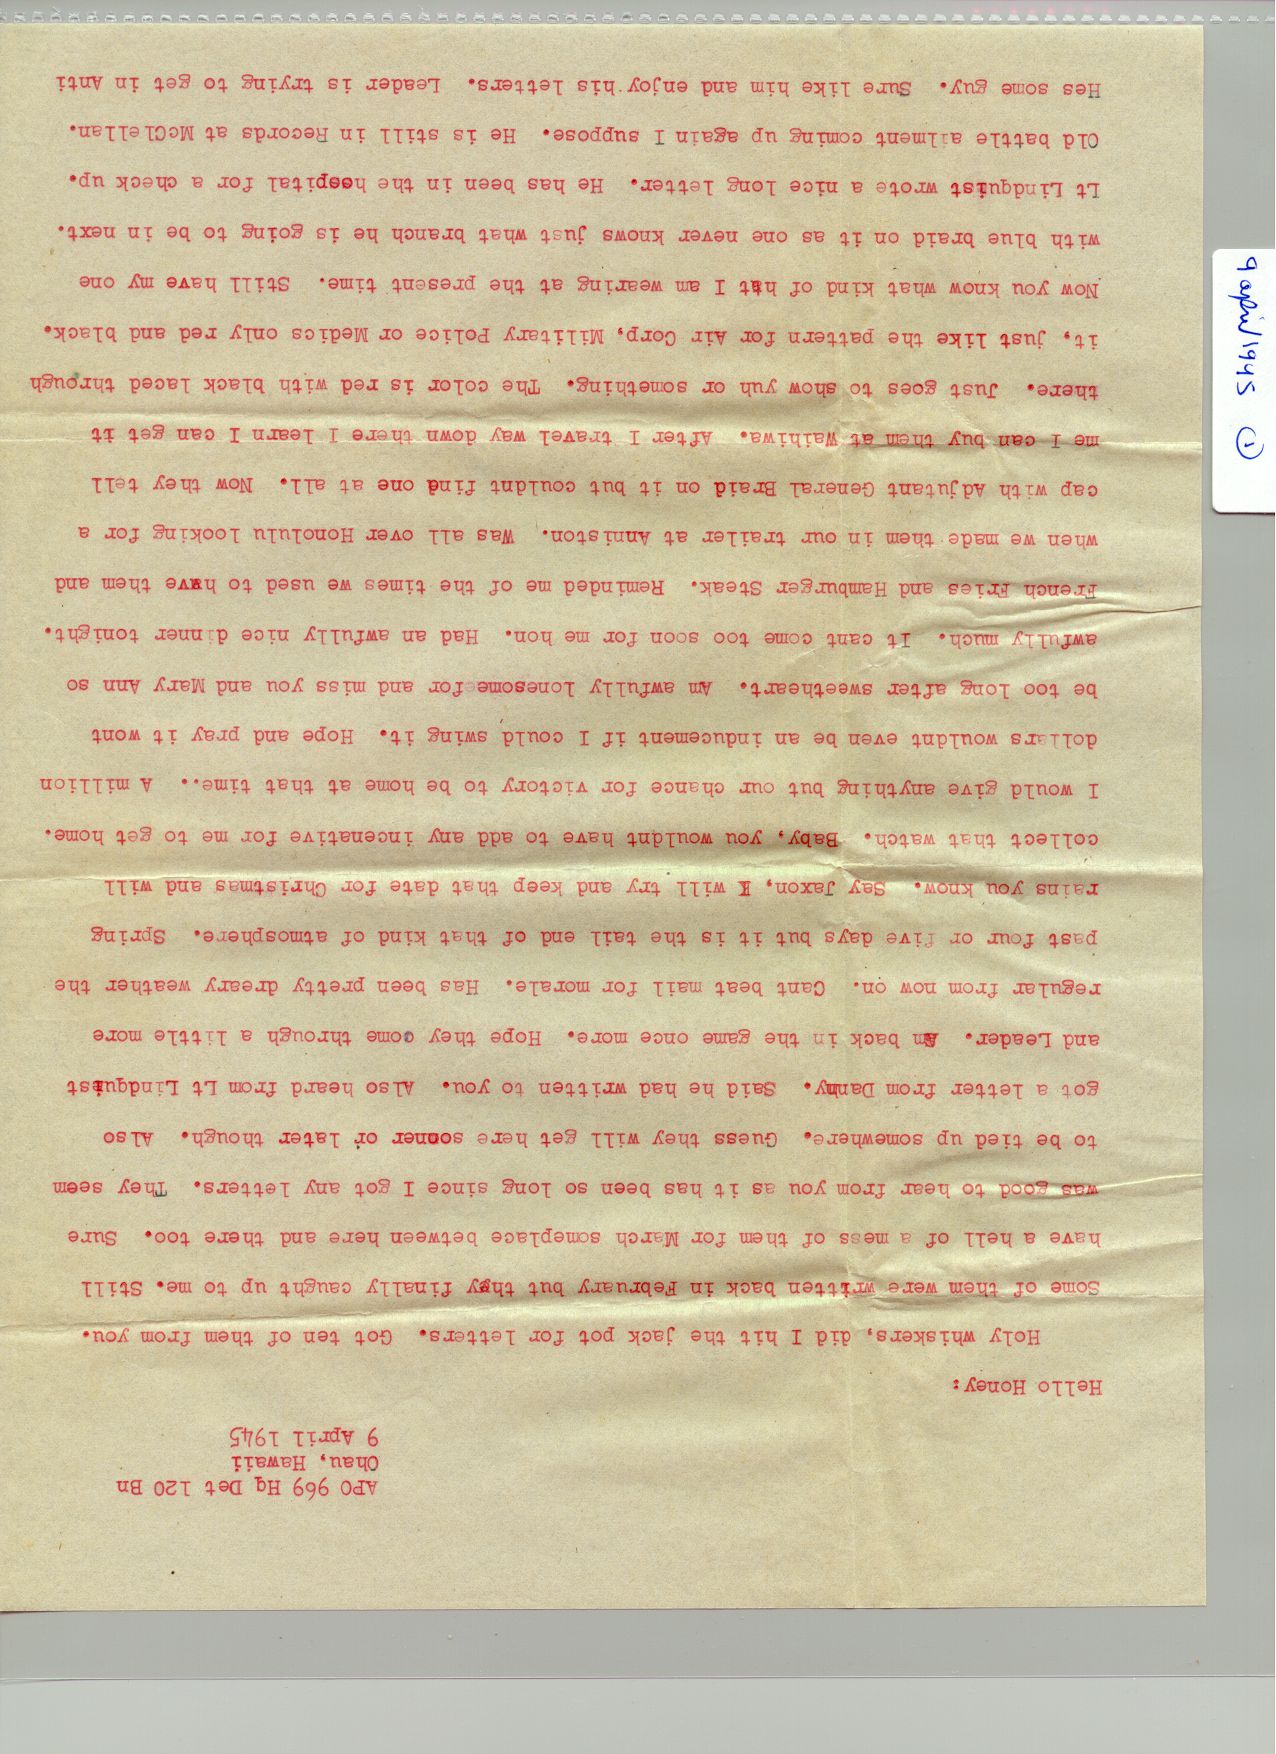 APO 969 Hq Det 120 Bn
Ohau, Hawaii
9 April 1945
Hello Honey:
Holy whiskers, did I hit the jack pot for letters. Got ten of them from you.
Some of them were written back in February but they finally caught up to me. Still
have a hell of a mess of them for March someplace between here and there too. Sure
was good to hear from you as it has been so long since I got any letters. They seem
to be tied up somewhere. Guess they will get here sooner or later though. Also
got a letter from Danny. Said he had written to you. Also heard from Lt Lindquist
and Leader. Am back in the game once more. Hope they come through a little more
regular from now on. Cant beat mail for morale. Has been pretty dreary weather the
past four or five days but it is the tail end of that kind of atmosphere. Spring
rains you know. Say Jaxon, I will try and keep that date for Christmas and will
collect that watch. Baby, you wouldnt have to add any incenative for me to get home.
I would give anything but our chance for victory to be home at that time.. A million
dollars wouldnt even be an inducement if I could swing it. Hope and pray it wont
be too long after sweetheart. Am awfully lonesome for and miss you and Mary Ann so
awfully much. It cant come too soon for me hon. Had an awfully nice dinner tonight.
French Fries and Hamburger Steak. Reminded me of the times we used to have them and
when we made them in our trailer at Anniston. Was all over Honolulu looking for a
cap with Adjutant General Braid on it but couldnt find one at all. Now they tell
me I can buy them at Waihiwa. After I travel way down there I learn I can get it
there. Just goes to show yuh or something. The color is red with black laced through
it, just like the pattern for Air Corp, Military Police or Medics only red and black.
Now you know what kind of hat I am wearing at the present time. Still have my one
with blue braid on it as one never knows just what branch he is going to be in next.
Lt Lindquist wrote a nice long letter. He has been in the hospital for a check up.
Old battle ailment coming up again I suppose. He is still in Records at McClellan.
Hes some guy. Sure like him and enjoy his letters. Leader is trying to get in Anti
9 april 1945 1